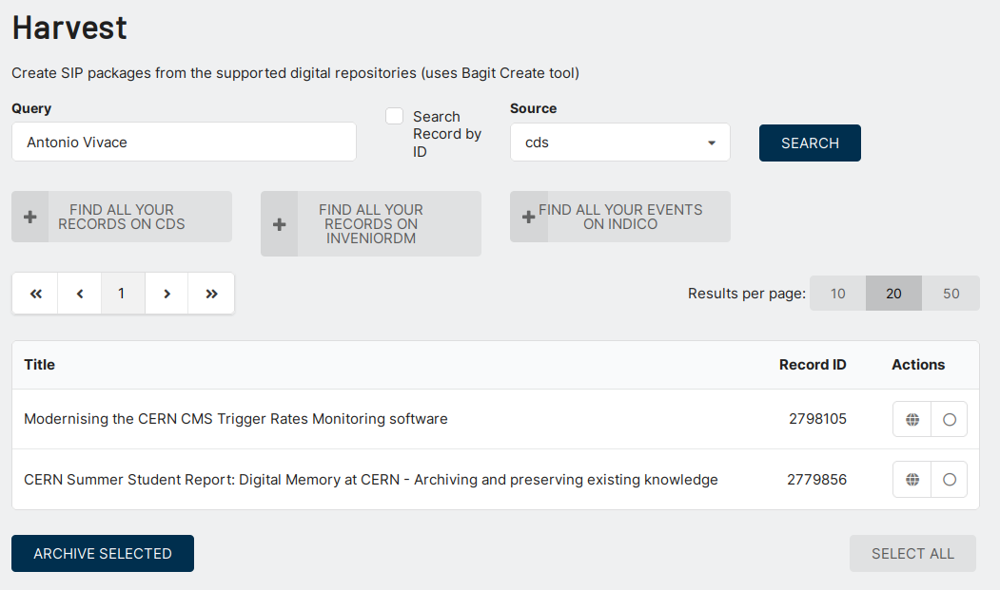 Harvest
Create SIP packages from the supported digital repositories (uses Bagit Create tool)
Query
Antonio Vivace
Search
Record by
ID
Source
cds
SEARCH
FIND ALL YOUR
RECORDS ON CDS
FIND ALL YOUR
RECORDS ON
INVENIORDM
FIND ALL YOUR EVENTS
ON INDICO
« ‹ 1 › »
Results per page: 10 20 50
Title Record ID Actions
Modernising the CERN CMS Trigger Rates Monitoring software 2798105
CERN Summer Student Report: Digital Memory at CERN - Archiving and preserving existing knowledge 2779856
ARCHIVE SELECTED
SELECT ALL